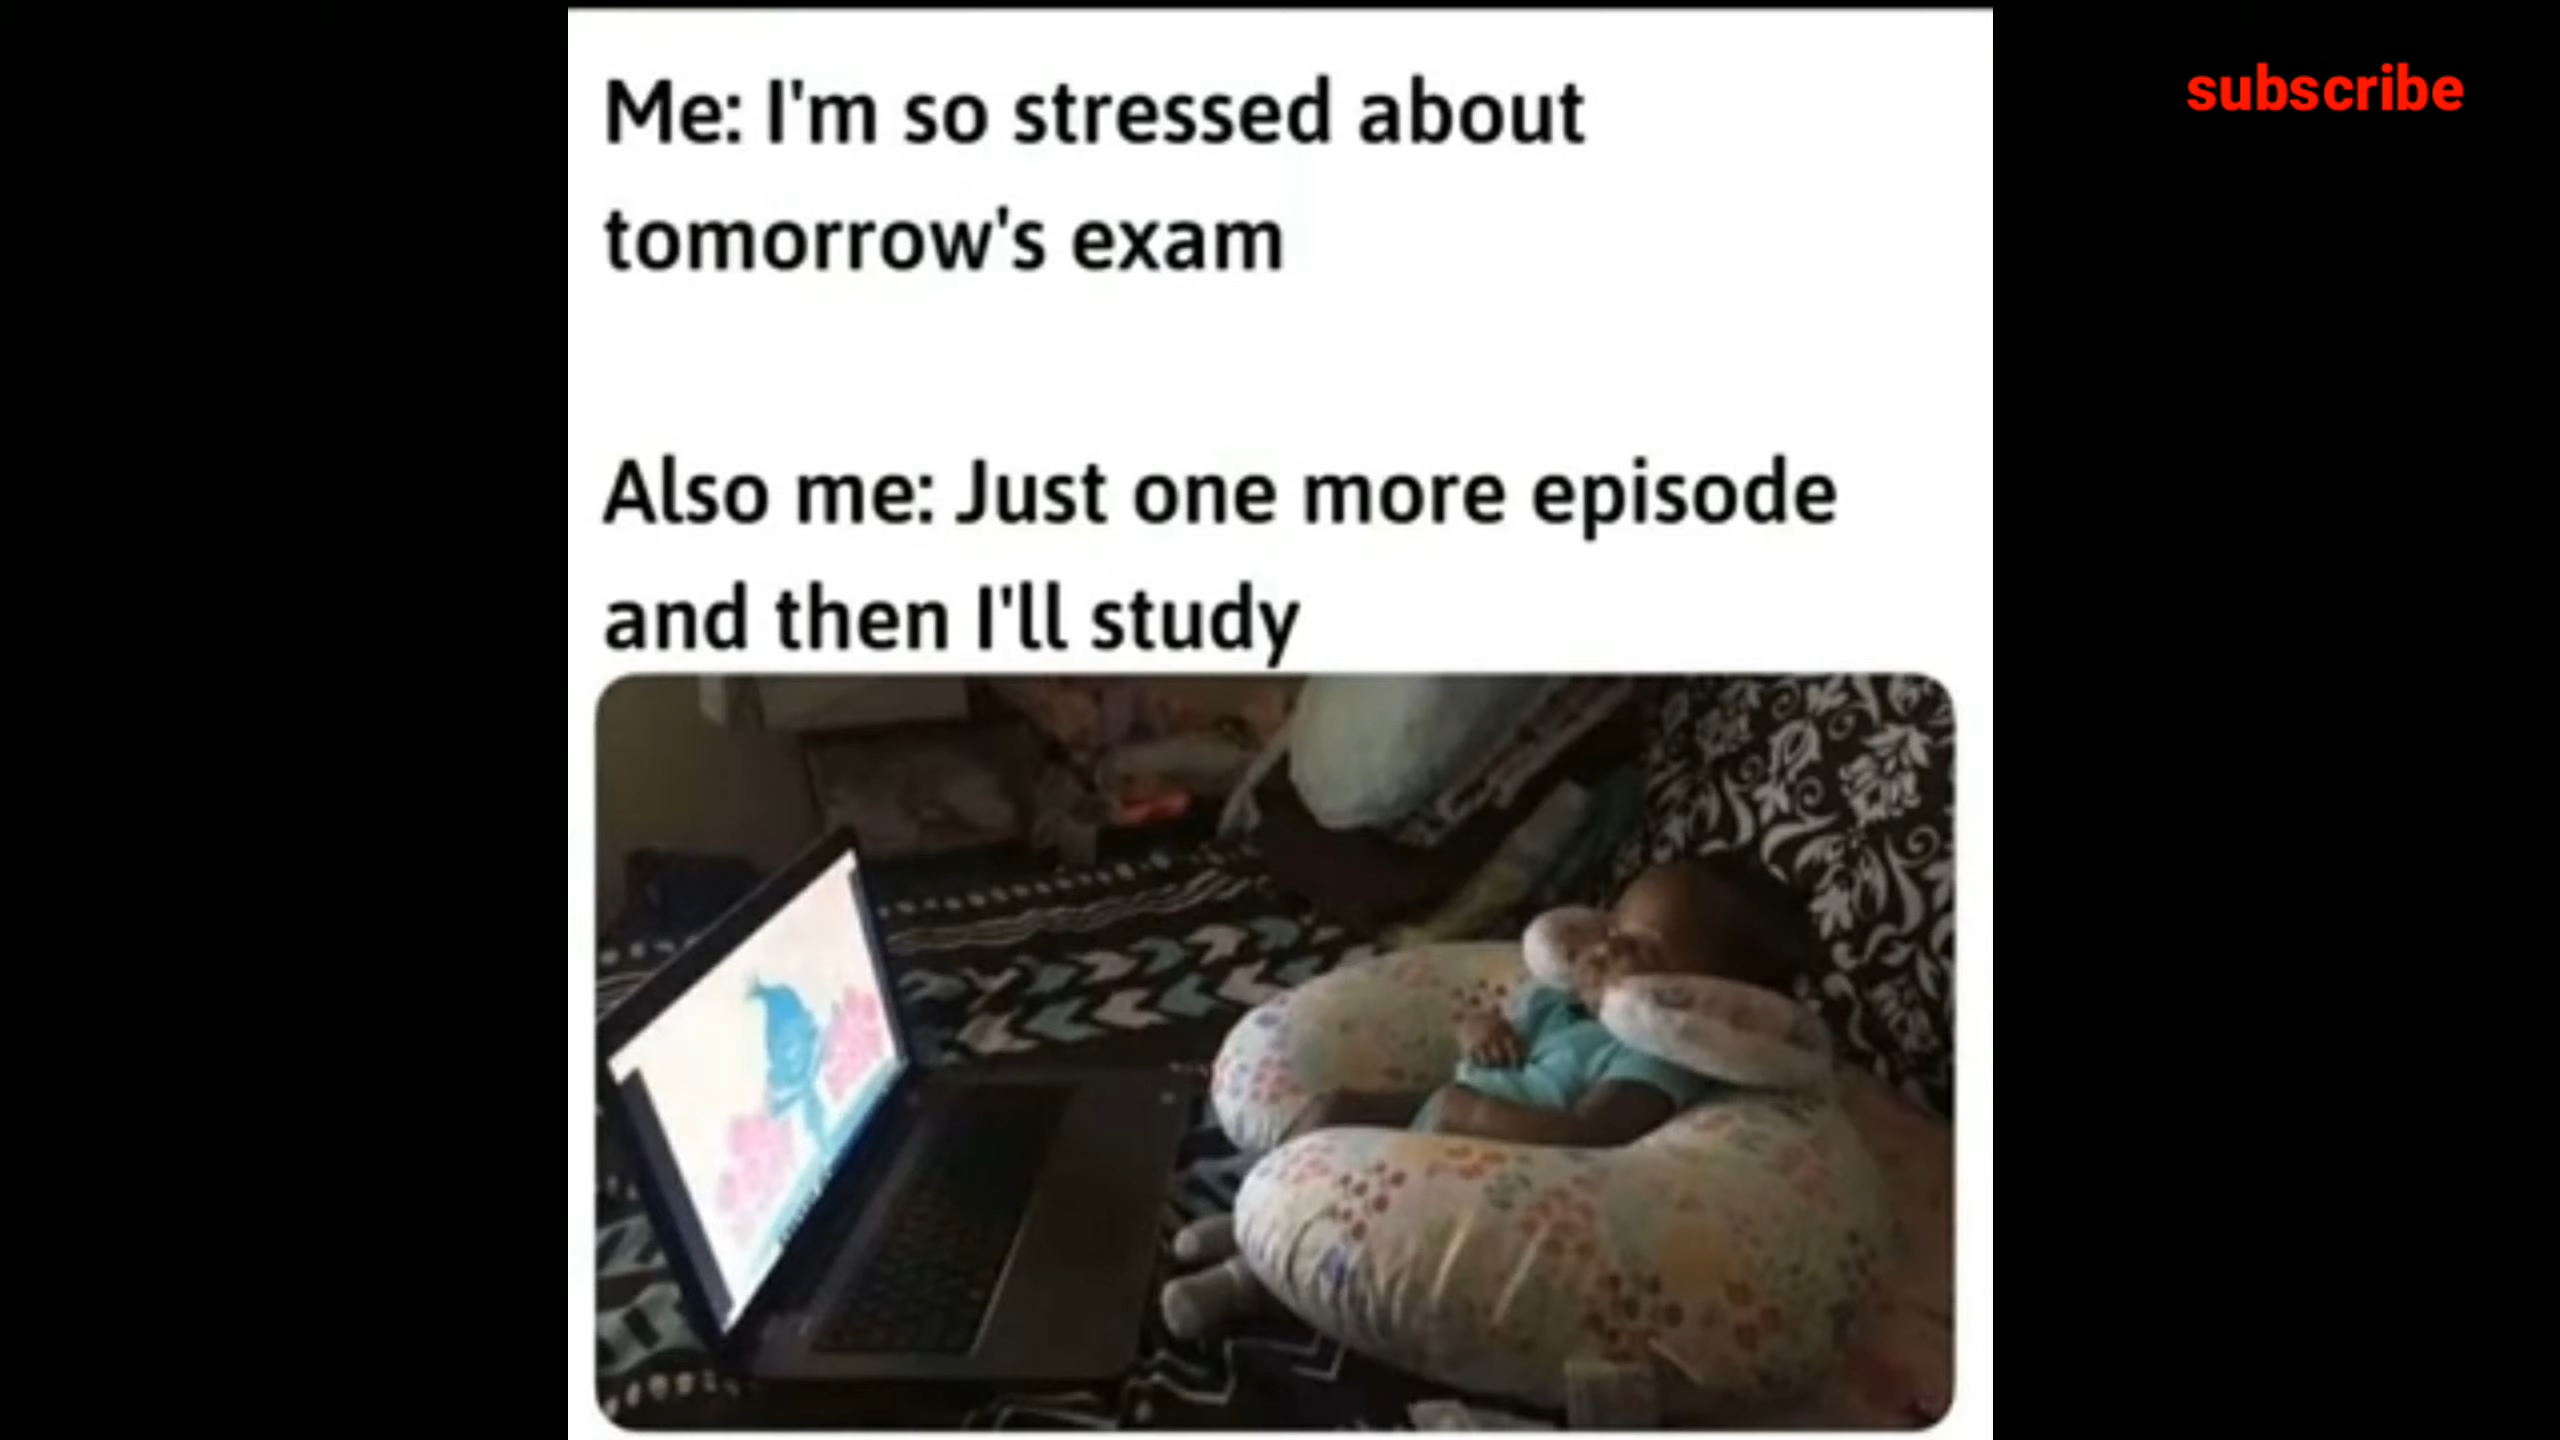 Me: I'm so stressed about
tomorrow's exam
Also me: Just one more episode
and then I'll study
subscribe